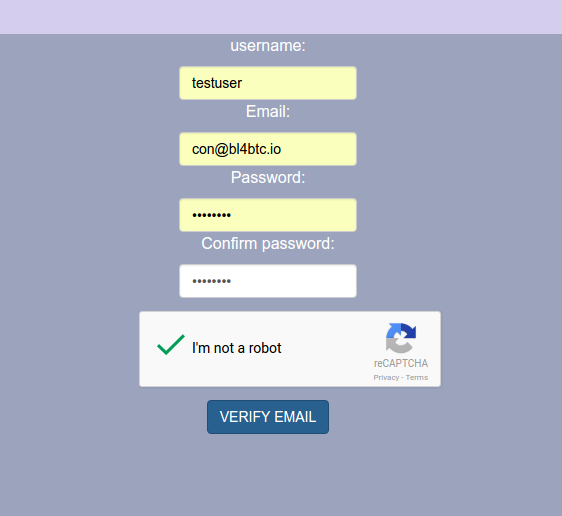 username:
testuser
Email:
con@bl4btc.io
Password:
••••••••
Confirm password:
••••••••
I'm not a robot
reCAPTCHA
Privacy - Terms
VERIFY EMAIL